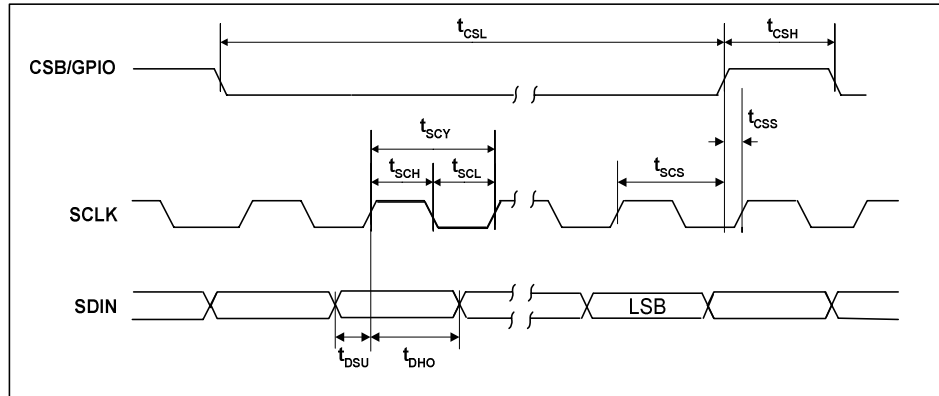 tCSL
tCSH
CSB/GPIO
tCSS
tSCY
tSCH
tSCL
tSCS
SCLK
SDIN
LSB
tDSU
tDHO